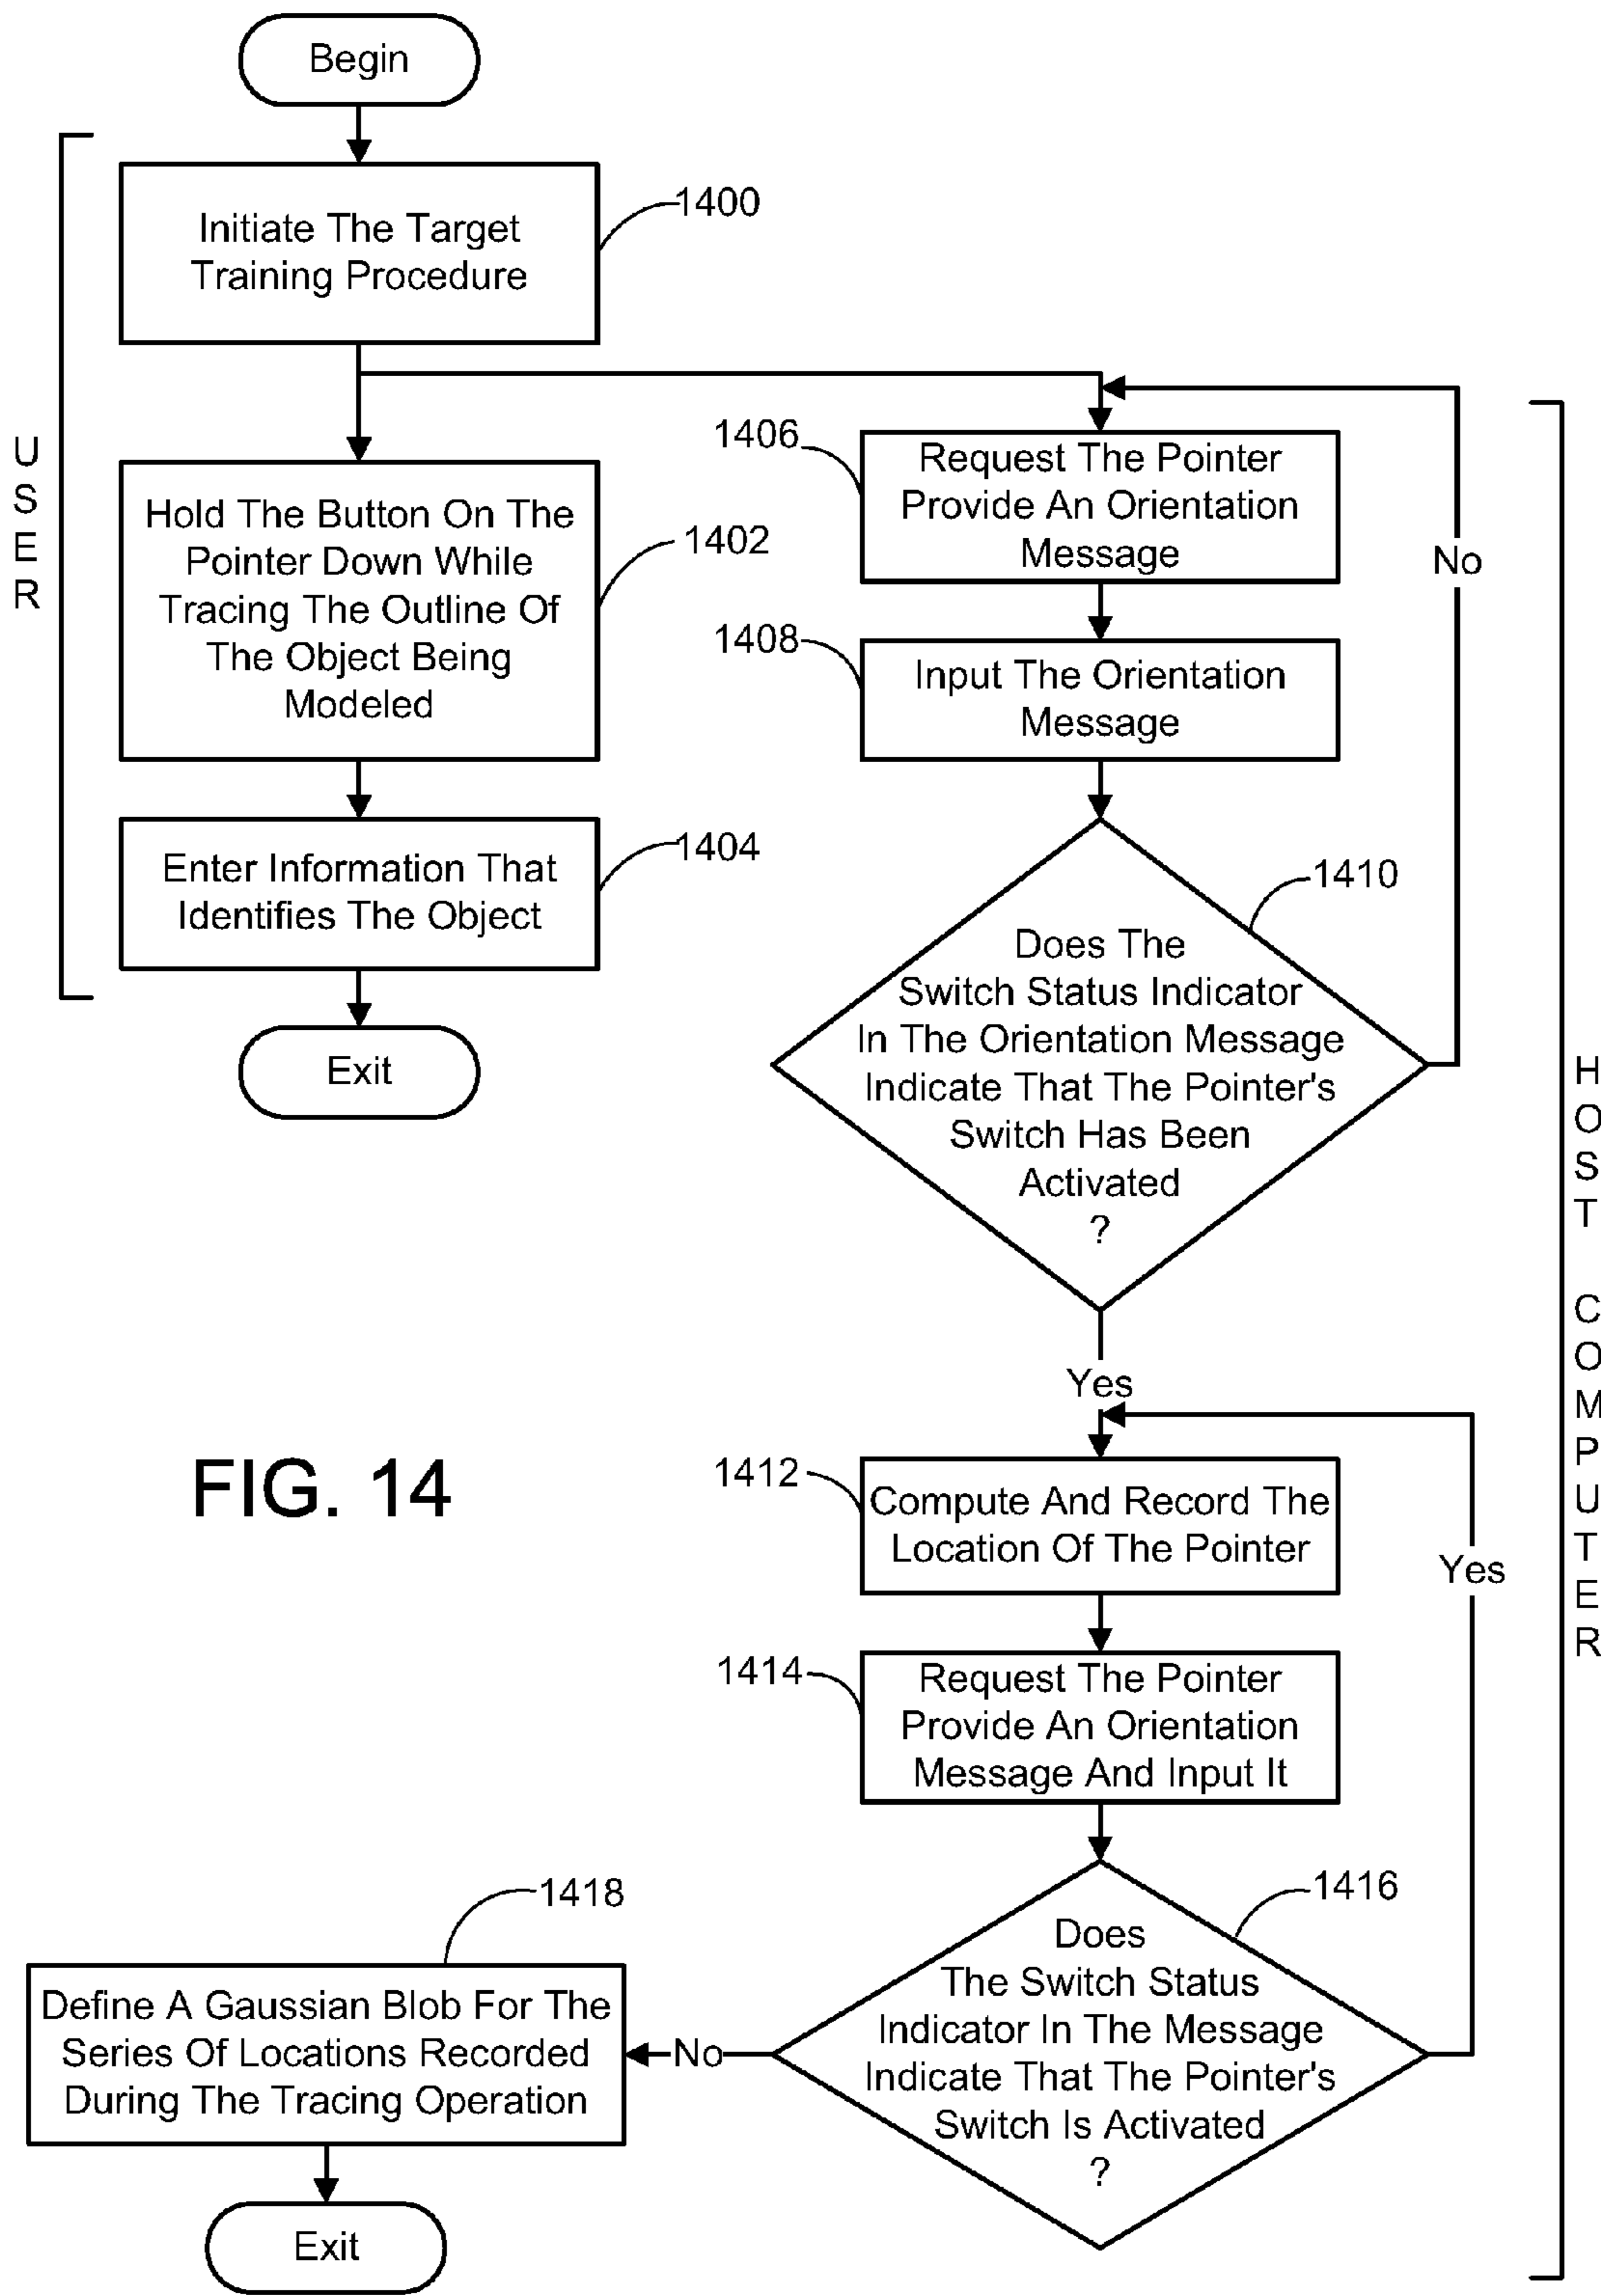 Begin
Initiate The Target
Training Procedure
1400
U
S
E
R
Hold The Button On The
Pointer Down While
Tracing The Outline Of
The Object Being
Modeled
1402
Enter Information That
Identifies The Object
1404
Exit
1406
Request The Pointer
Provide An Orientation
Message
No
1408
Input The Orientation
Message
1410
Does The
Switch Status Indicator
In The Orientation Message
Indicate That The Pointer's
Switch Has Been
Activated
?
Yes
H
O
S
T
C
O
M
P
U
T
E
R
FIG. 14
1412
Compute And Record The
Location Of The Pointer
Yes
1414
Request The Pointer
Provide An Orientation
Message And Input It
1416
Does
The Switch Status
Indicator In The Message
Indicate That The Pointer's
Switch Is Activated
?
No
1418
Define A Gaussian Blob For The
Series Of Locations Recorded
During The Tracing Operation
Exit